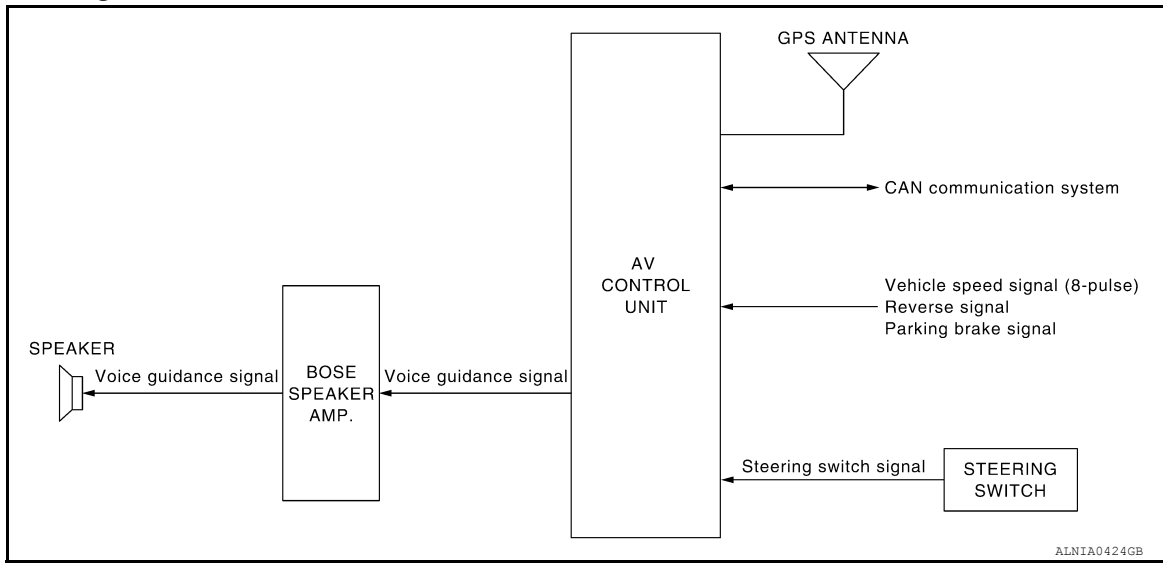 GPS ANTENNA
CAN communication system
AV
CONTROL
UNIT
Vehicle speed signal (8-pulse)
Reverse signal
Parking brake signal
SPEAKER
Voice guidance signal
BOSE
SPEAKER
AMP.
Voice guidance signal
Steering switch signal
STEERING
SWITCH
ALNIA0424GB